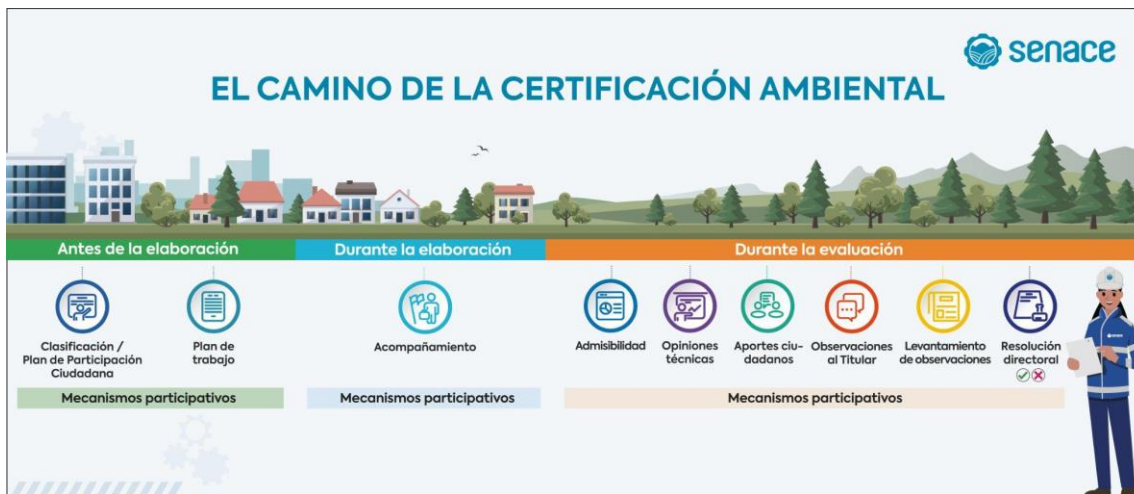 senace
EL CAMINO DE LA CERTIFICACIÓN AMBIENTAL
Antes de la elaboración
Durante la elaboración
Durante la evaluación
Clasificación /
Plan de Participación
Ciudadana
Plan de
trabajo
Acompañamiento
Admisibilidad
Opiniones
técnicas
Aportes ciu-
dadanos
Observaciones
al Titular
Levantamiento
de observaciones
Resolución
directoral
Mecanismos participativos
Mecanismos participativos
Mecanismos participativos